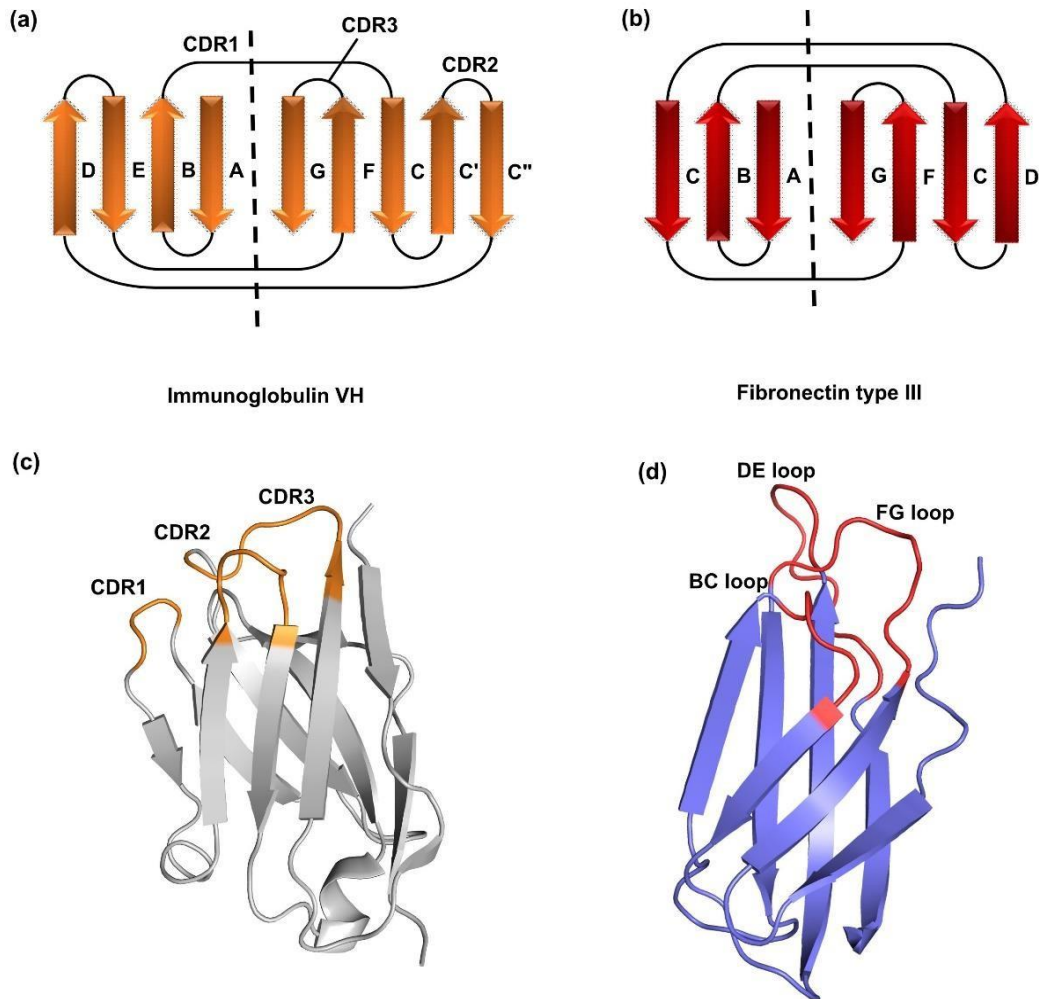 (a)
CDR1
CDR3
CDR2
D E B A G F C C' C"
Immunoglobulin VH
(b)
C B A G F C D
Fibronectin type III
(c)
CDR3
CDR2
CDR1
(d)
DE loop
FG loop
BC loop